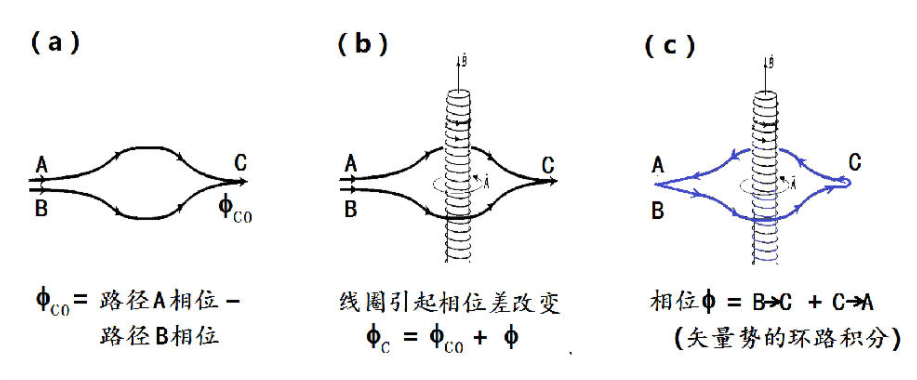 (a)
(b)
(c)
B
B
A
C
B
ϕC0
A
C
B
A
A
C
B
A
ϕC0 = 路径A相位 –
路径B相位
线圈引起相位差改变
ϕC = ϕC0 + ϕ
相位ϕ = B→C + C→A
(矢量势的环路积分)